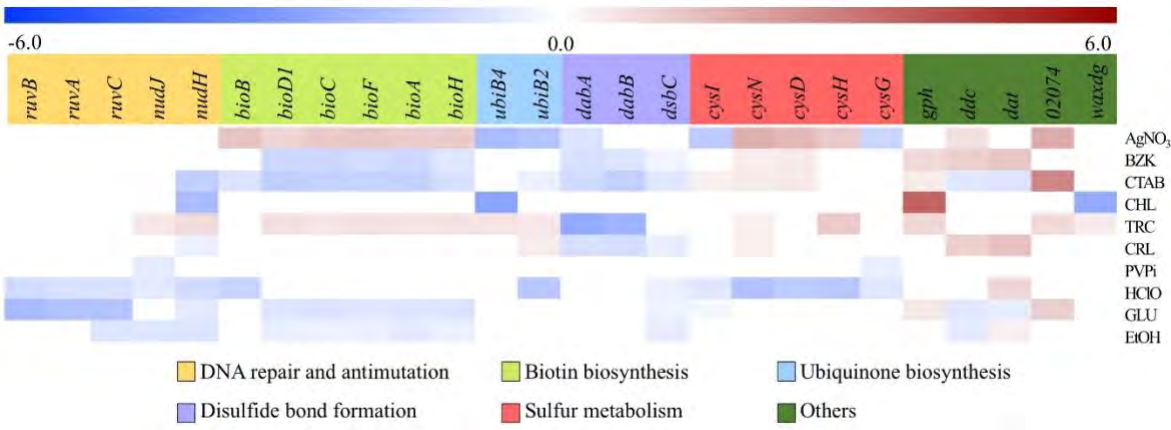 -6.0 0.0 6.0
ruvB ruvA ruvC nudJ nudH bioB bioD1 bioC bioF bioA bioH ubiB4 ubiB2 dabA dabB dsbC cysI cysN cysD cysH cysG gph ddc dat 02074 waxdg
AgNO₃
BZK
CTAB
CHL
TRC
CRL
PVPi
HClO
GLU
EtOH
DNA repair and antimutation Biotin biosynthesis Ubiquinone biosynthesis
Disulfide bond formation Sulfur metabolism Others